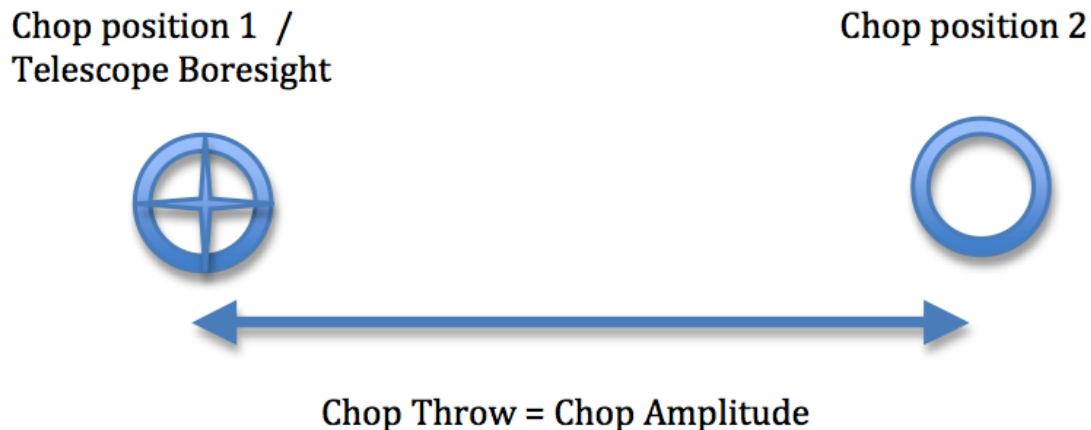 Chop position 1 /
Telescope Boresight
Chop position 2
Chop Throw = Chop Amplitude